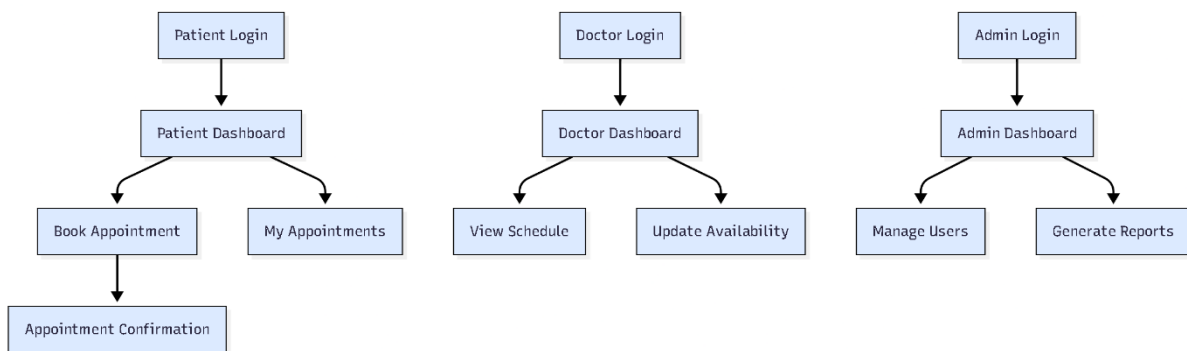 Patient Login
Doctor Login
Admin Login
Patient Dashboard
Doctor Dashboard
Admin Dashboard
Book Appointment
My Appointments
View Schedule
Update Availability
Manage Users
Generate Reports
Appointment Confirmation